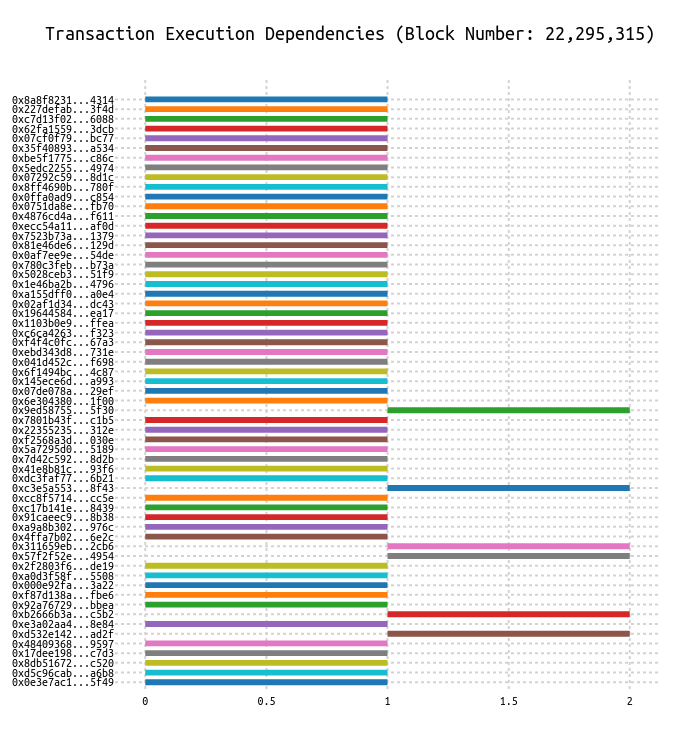 Transaction Execution Dependencies (Block Number: 22,295,315)
0x8a8f8231...4314
0x227defab...3f4d
0xc7d13f02...6088
0x62fa1559...3dcb
0x07cf0f79...bc77
0x35f40893...a534
0xbe5f1775...c86c
0x5edc2255...4974
0x07292c59...8d1c
0x8ff4690b...780f
0x0ffa0ad9...c854
0x0751da8e...fb70
0x4876cd4a...f611
0xecc54a11...af0d
0x7523b73a...1379
0x81e46de6...129d
0x0af7ee9e...54de
0x780c3feb...b73a
0x5028ceb3...51f9
0x1e46ba2b...4796
0xa155dff0...a0e4
0x02af1d34...dc43
0x19644584...ea17
0x1103b0e9...ffea
0xc6ca4263...f323
0xf4f4c0fc...67a3
0xebd343d8...731e
0x041d452c...f698
0x6f1494bc...4c87
0x145ece6d...a993
0x07de078a...29ef
0x6e304380...1f00
0x9ed58755...5f30
0x7801b43f...c1b5
0x22355235...312e
0xf2568a3d...030e
0x5a7295d0...5189
0x7d42c592...8d2b
0x41e8b81c...93f6
0xdc3faf77...6b21
0xc3e5a553...8f43
0xcc8f5714...cc5e
0xc17b141e...8439
0x91caeec9...8b38
0xa9a8b302...976c
0x4ffa7b02...6e2c
0x311659eb...2cb6
0x57f2f52e...4954
0x2f2803f6...de19
0xa0d3f58f...5508
0x000e92fa...3a22
0xf87d138a...fbe6
0x92a76729...bbea
0xb2666b3a...c5b2
0xe3a02aa4...8e84
0xd532e142...ad2f
0x48409368...9597
0x17dee198...c7d3
0x8db51672...c520
0xd5c96cab...a6b8
0x0e3e7ac1...5f49
0 0.5 1 1.5 2